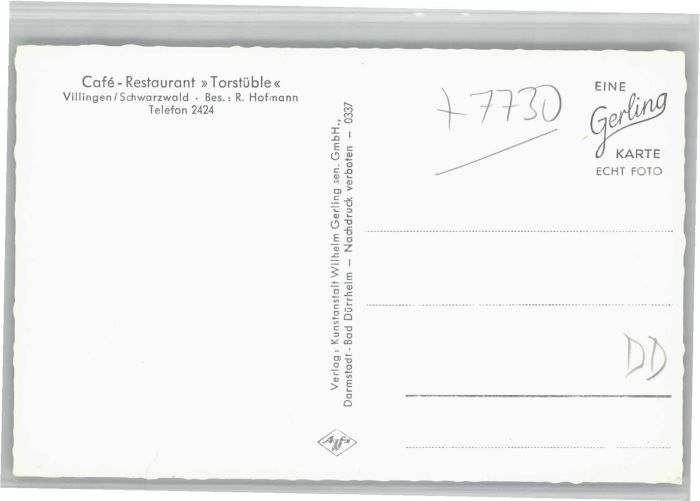 Café - Restaurant » Torstüble «
Villingen/Schwarzwald · Bes.: R. Hofmann
Telefon 2424
Verlag: Kunstanstalt Wilhelm Gerling sen. GmbH.,
Darmstadt - Bad Dürrheim — Nachdruck verboten — 0337
+7730
EINE
Gerling
KARTE
ECHT FOTO
DD
Agfa